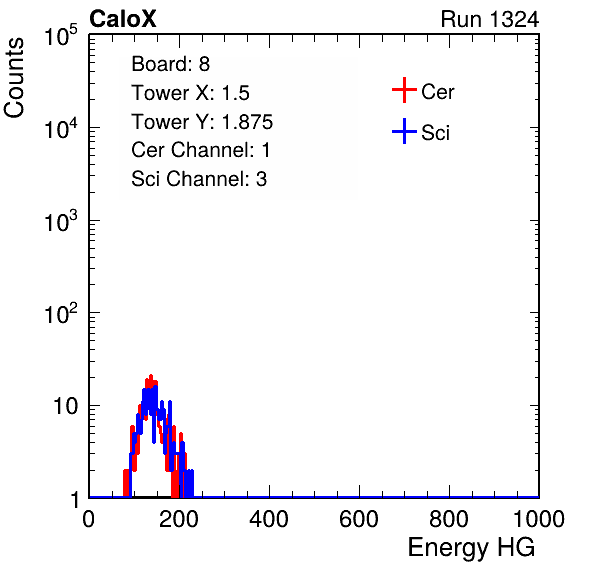 CaloX Run 1324
Counts
Board: 8
Tower X: 1.5
Tower Y: 1.875
Cer Channel: 1
Sci Channel: 3
Cer
Sci
10^5
10^4
10^3
10^2
10
1
0 200 400 600 800 1000
Energy HG